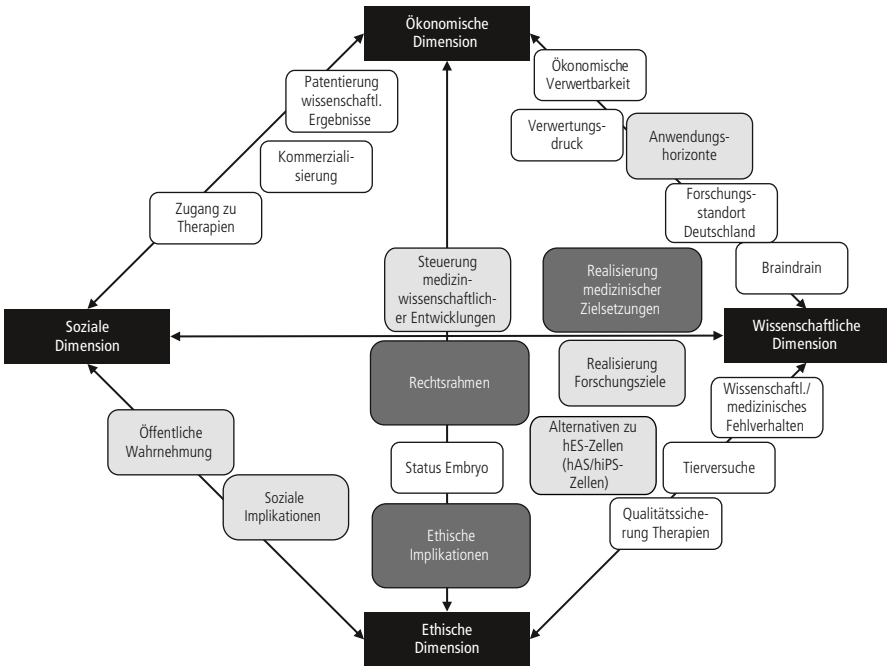 Ökonomische
Dimension
Ökonomische
Verwertbarkeit
Patentierung
wissenschaftl.
Ergebnisse
Verwertungs-
druck
Anwendungs-
horizonte
Kommerziali-
sierung
Zugang zu
Therapien
Forschungs-
standort
Deutschland
Braindrain
Steuerung
medizin-
wissenschaftlich-
er Entwicklungen
Realisierung
medizinischer
Zielsetzungen
Soziale
Dimension
Wissenschaftliche
Dimension
Rechtsrahmen
Realisierung
Forschungsziele
Wissenschaftl./
medizinisches
Fehlverhalten
Öffentliche
Wahrnehmung
Alternativen zu
hES-Zellen
(hAS/hiPS-
Zellen)
Status Embryo
Tierversuche
Soziale
Implikationen
Qualitätssiche-
rung Therapien
Ethische
Implikationen
Ethische
Dimension